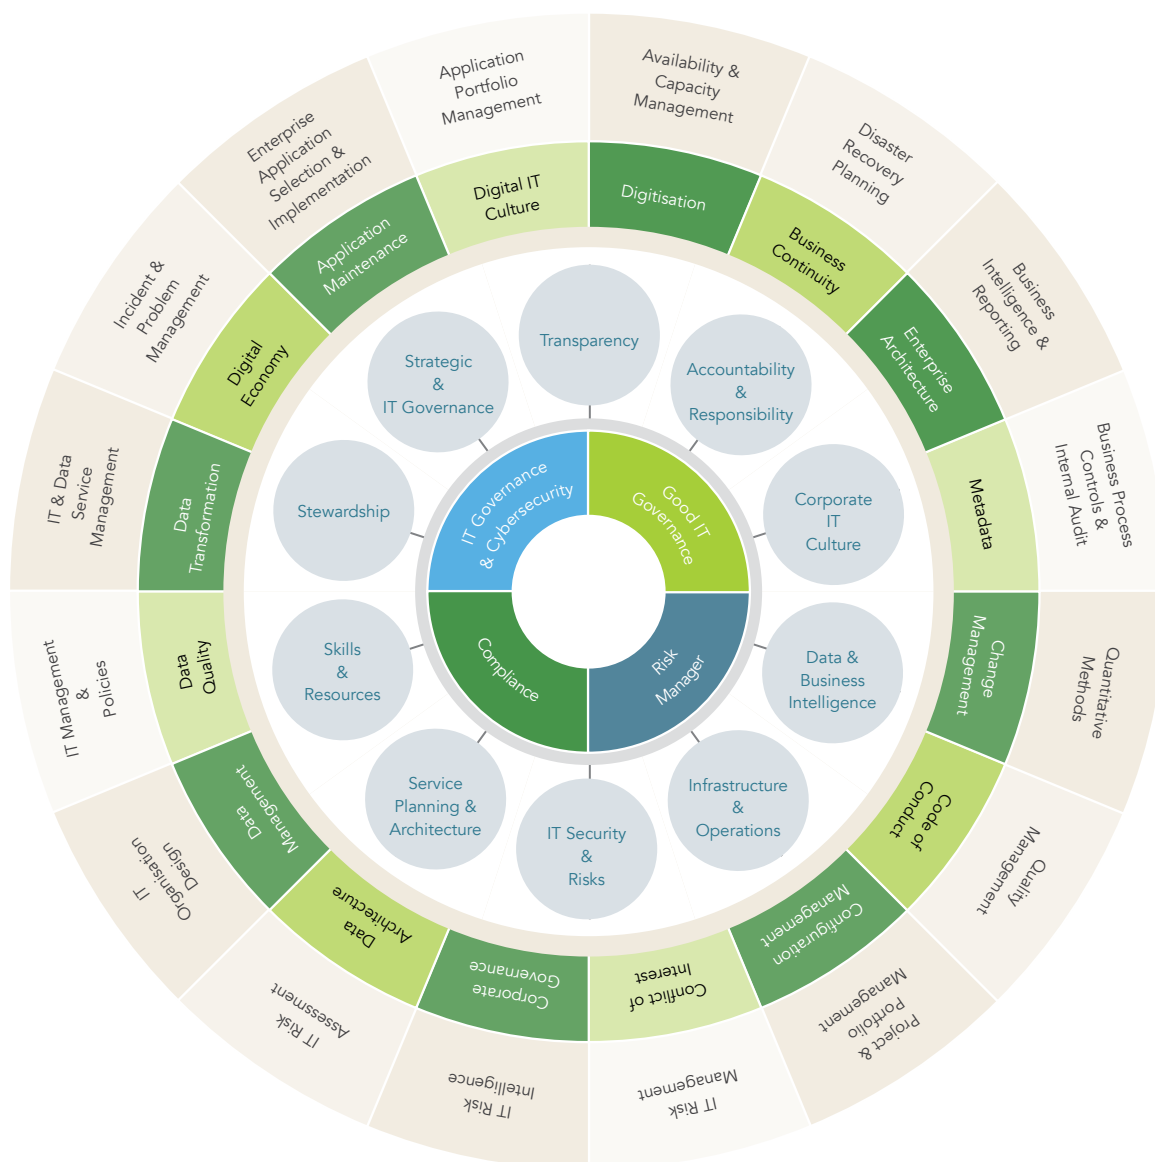 Availability &
Capacity
Management
Disaster
Recovery
Planning
Business
Intelligence &
Reporting
Business Process
Controls &
Internal Audit
Quantitative
Methods
Quality
Management
Project &
Portfolio
Management
IT Risk
Management
IT Risk
Intelligence
IT Risk
Assessment
IT
Organisation
Design
IT Management
&
Policies
IT & Data
Service
Management
Incident &
Problem
Management
Enterprise
Application
Selection &
Implementation
Application
Portfolio
Management
Digitisation
Business
Continuity
Enterprise
Architecture
Metadata
Change
Management
Code of
Conduct
Configuration
Management
Conflict of
Interest
Corporate
Governance
Data
Architecture
Data
Management
Data
Quality
Data
Transformation
Digital
Economy
Application
Maintenance
Digital IT
Culture
Transparency
Accountability
&
Responsibility
Corporate
IT
Culture
Data &
Business
Intelligence
Infrastructure
&
Operations
IT Security
&
Risks
Service
Planning &
Architecture
Skills
&
Resources
Stewardship
Strategic
&
IT Governance
Good IT
Governance
Risk
Manager
Compliance
IT Governance
& Cybersecurity